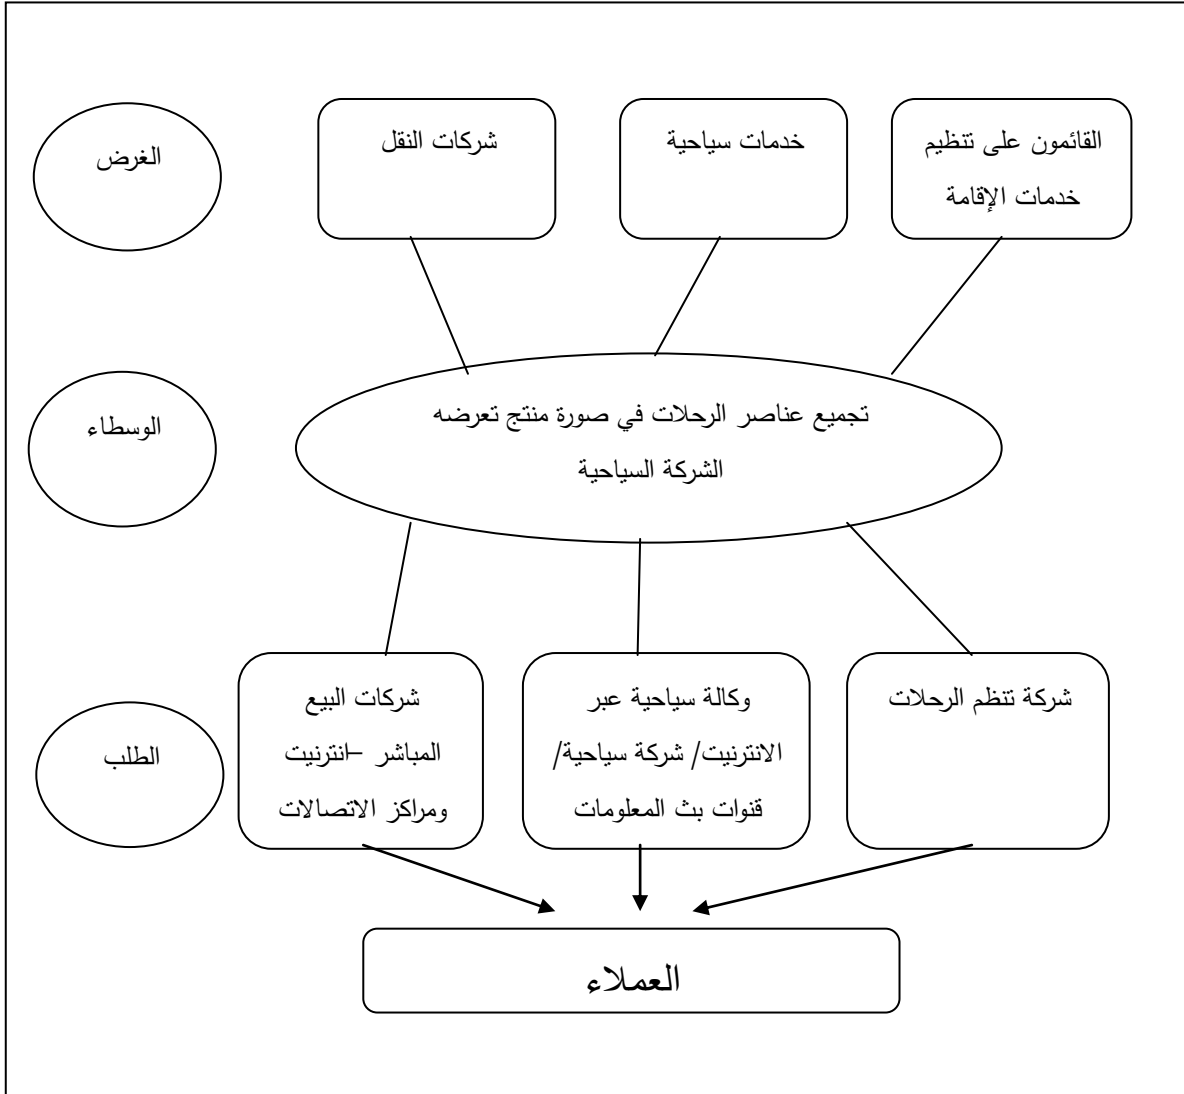 القائمون على تنظيم
خدمات الإقامة
خدمات سياحية
شركات النقل
الغرض
تجميع عناصر الرحلات في صورة منتج تعرضه
الشركة السياحية
الوسطاء
شركة تنظم الرحلات
وكالة سياحية عبر
الانترنيت/ شركة سياحية/
قنوات بث المعلومات
شركات البيع
المباشر –انترنيت
ومراكز الاتصالات
الطلب
العملاء